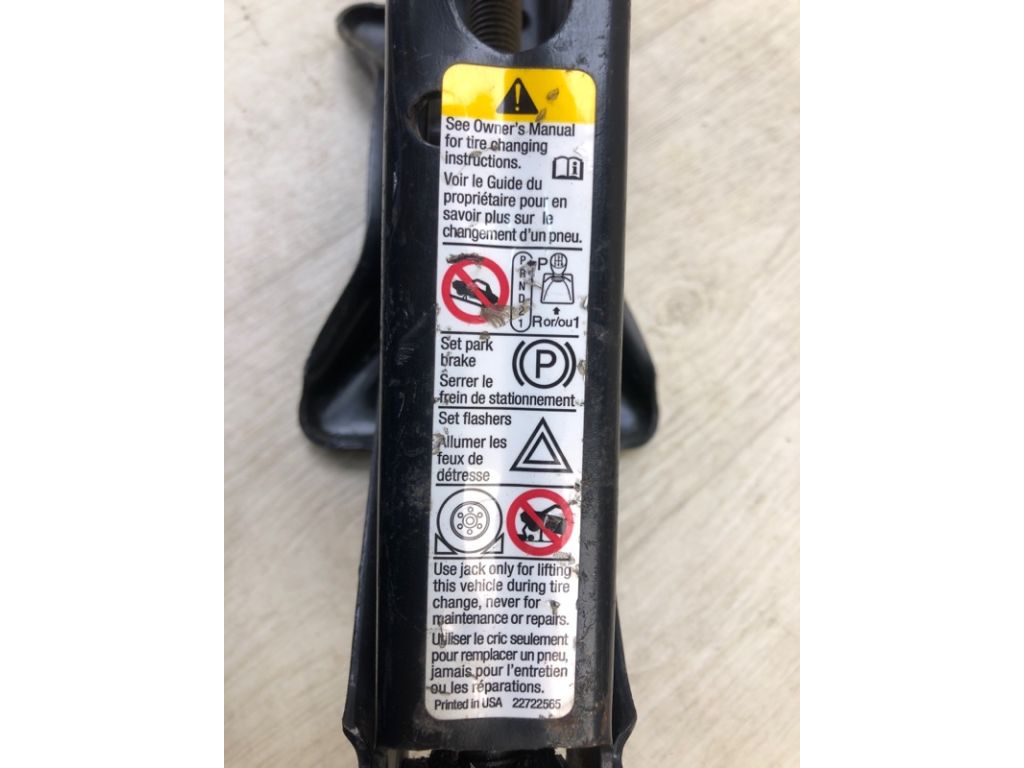 See Owner's Manual
for tire changing
instructions.
Voir le Guide du
propriétaire pour en
savoir plus sur le
changement d'un pneu.
P R N D 2 1
P
R or/ou 1
Set park
brake
P
Serrer le
frein de stationnement
Set flashers
Allumer les
feux de
détresse
Use jack only for lifting
this vehicle during tire
change, never for
maintenance or repairs.
Utiliser le cric seulement
pour remplacer un pneu,
jamais pour l'entretien
ou les réparations.
Printed in USA 22722565